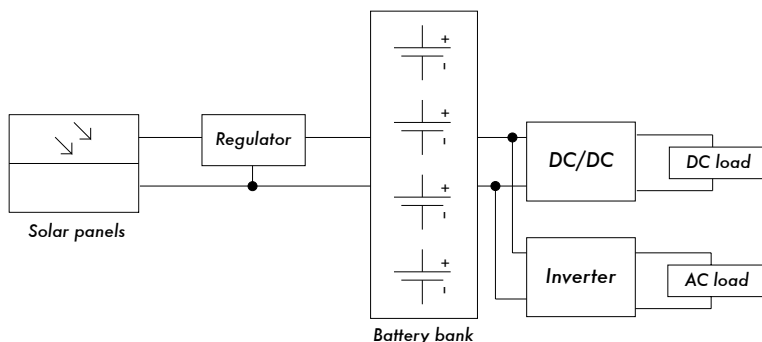 Solar panels
Regulator
+
-
+
-
+
-
+
-
Battery bank
DC/DC
DC load
Inverter
AC load